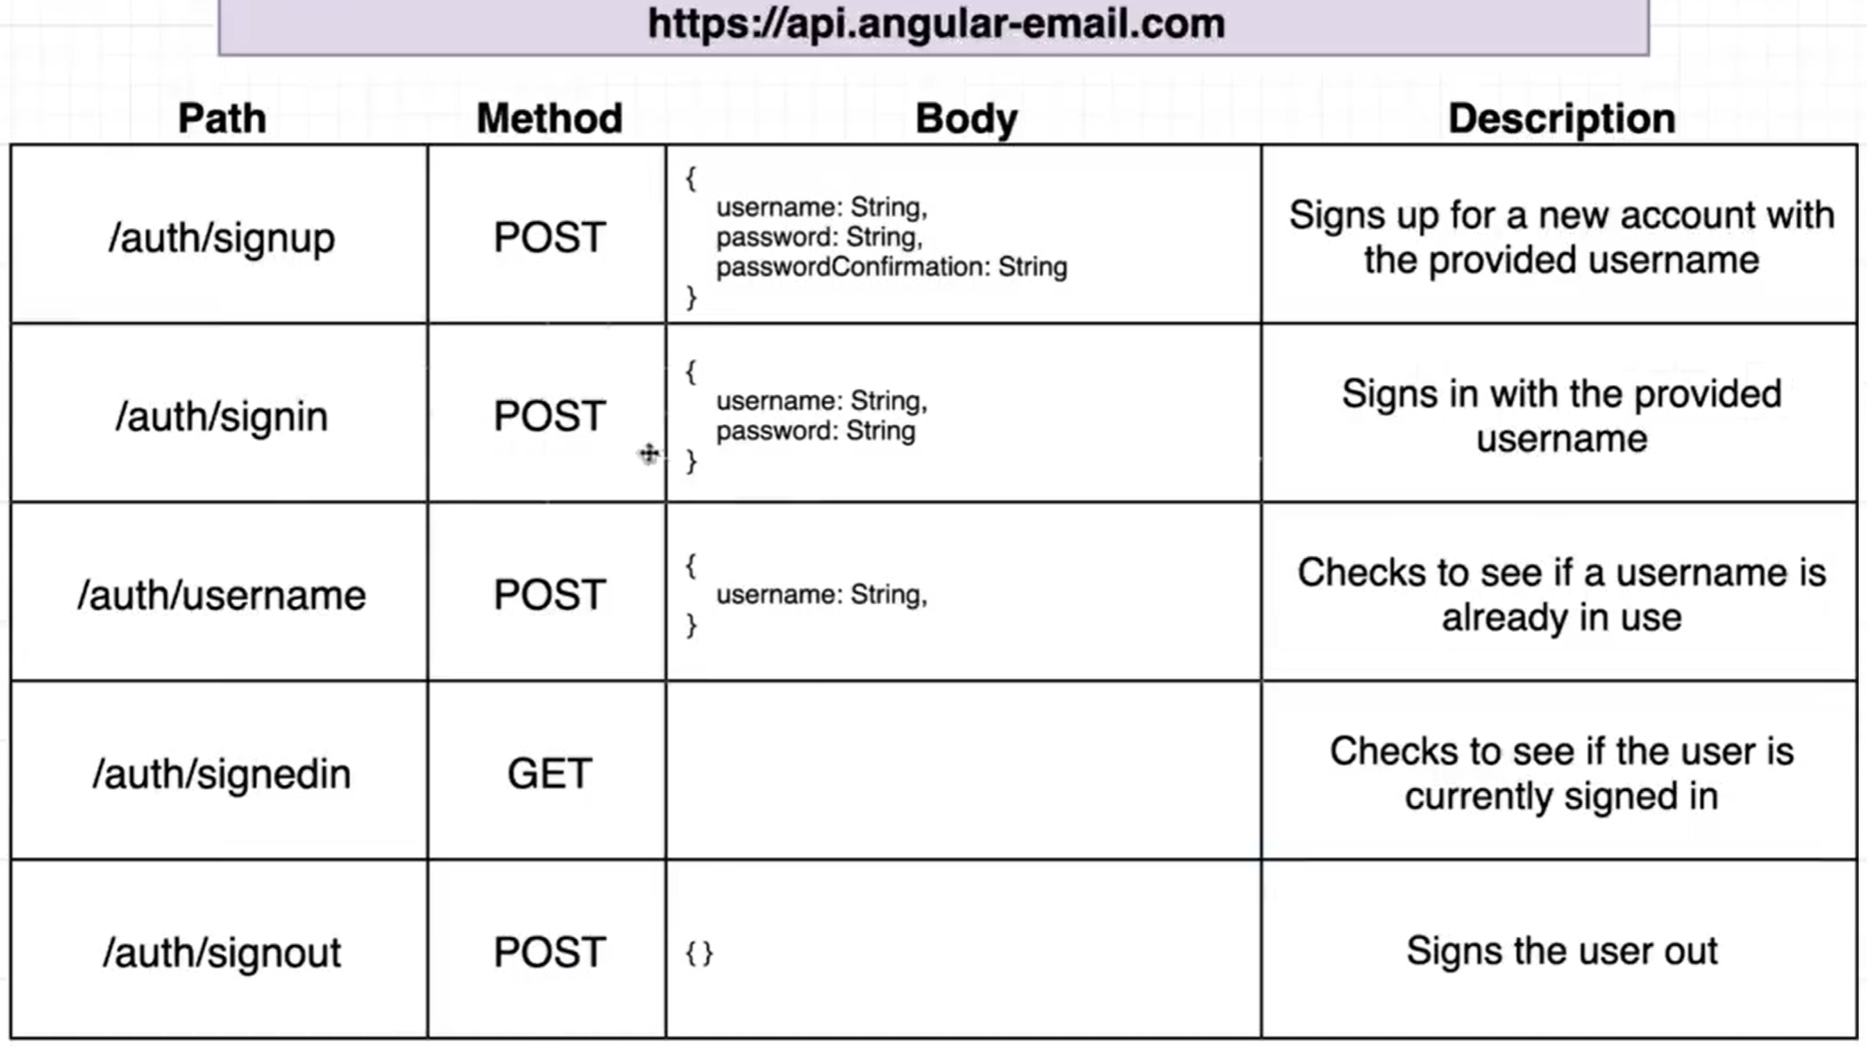 https://api.angular-email.com
Path Method Body Description
/auth/signup POST
{
username: String,
password: String,
passwordConfirmation: String
}
Signs up for a new account with
the provided username
/auth/signin POST
{
username: String,
password: String
}
Signs in with the provided
username
/auth/username POST
{
username: String,
}
Checks to see if a username is
already in use
/auth/signedin GET
Checks to see if the user is
currently signed in
/auth/signout POST {} Signs the user out